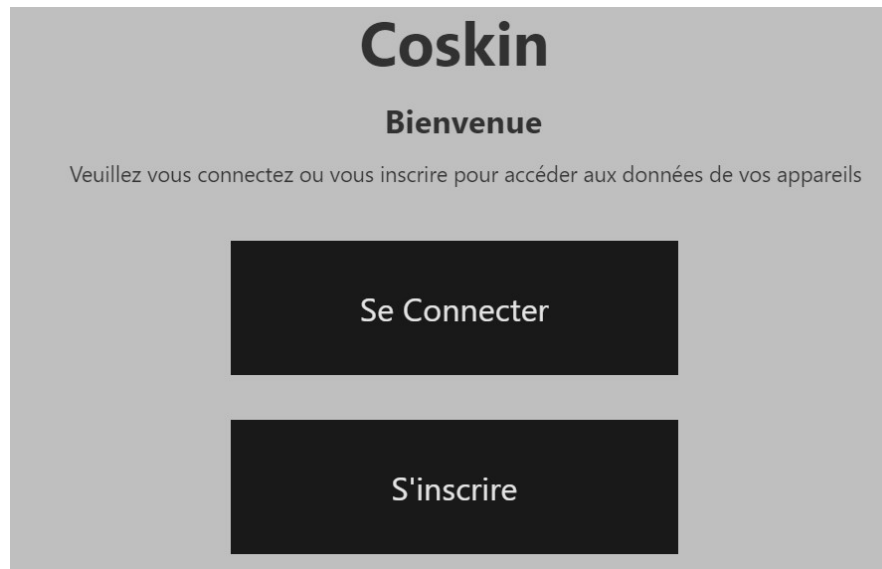 Coskin
Bienvenue
Veuillez vous connectez ou vous inscrire pour accéder aux données de vos appareils
Se Connecter
S'inscrire